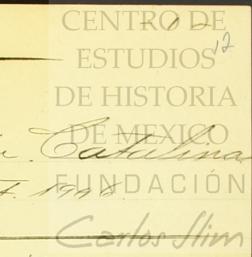 12
CENTRO DE
ESTUDIOS
DE HISTORIA
DE MEXICO
Catalina
FUNDACIÓN
Carlos Slim